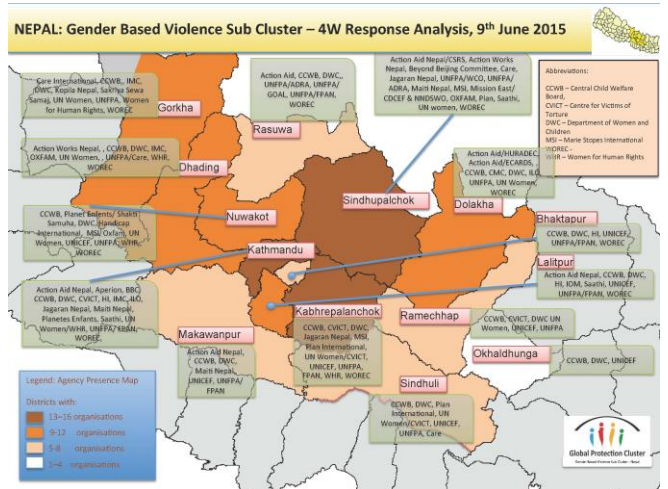 NEPAL: Gender Based Violence Sub Cluster – 4W Response Analysis, 9th June 2015
Care International, CCWB,, IMC,
DWC, Kopila Nepal, Sakriya Sewa
Samaj, UN Women, UNFPA, Women
for Human Rights, WOREC
Gorkha
Action Aid, CCWB, DWC,,
UNFPA/ADRA, UNFPA/
GOAL, UNFPA/FPAN,
WOREC
Rasuwa
Action Aid Nepal/CSRS, Action Works
Nepal, Beyond Beijing Committee, Care,
Jagaran Nepal, UNFPA/WCO, UNFPA/
ADRA, Maiti Nepal, MSI, Mission East/
CDCEF & NNDSWO, OXFAM, Plan, Saathi,
UN women, WOREC
Sindhupalchok
Abbreviations:
CCWB – Central Child Welfare
Board,
CVICT – Centre for Victims of
Torture
DWC – Department of Women and
Children
MSI – Marie Stopes International
WOREC -
WHR – Women for Human Rights
Action Works Nepal, , CCWB, DWC, IMC,
OXFAM, UN Women, , UNFPA/Care, WHR,
WOREC
Dhading
Action Aid/HURADEC,
Action Aid/ECARDS,
CCWB, CMC, DWC, ILO,
UNFPA, UN Women,
WOREC
Dolakha
CCWB, Planet Enfents/ Shakti
Samuha, DWC, Handicap
International, MSI, Oxfam, UN
Women, UNICEF, UNFPA, WHR,
WOREC
Nuwakot
Bhaktapur
CCWB, DWC, HI, UNICEF,
UNFPA/FPAN, WOREC
Kathmandu
Lalitpur
Action Aid Nepal, CCWB, DWC,
HI, IOM, Saathi, UNICEF,
UNFPA/FPAN, WOREC
Action Aid Nepal, Aperion, BBC,
CCWB, DWC, CVICT, HI, IMC, ILO,
Jagaran Nepal, Maiti Nepal,
Planetes Enfants, Saathi, UN
Women/WHR, UNFPA/ FPAN,
WOREC,
Kabhrepalanchok
CCWB, CVICT, DWC,
Jagaran Nepal, MSI,
Plan International,
UN Women/CVICT,
UNICEF, UNFPA,
FPAN, WHR, WOREC
Ramechhap
CCWB, CVICT, DWC UN
Women, UNICEF, UNFPA
Makawanpur
Action Aid Nepal,
CCWB, DWC,
Maiti Nepal,
UNICEF, UNFPA/
FPAN
Okhaldhunga
CCWB, DWC, UNICEF
Sindhuli
CCWB, DWC, Plan
International, UN
Women/CVICT, UNICEF,
UNFPA, Care
Legend: Agency Presence Map
Districts with:
13–16 organisations
9-12 organisations
5-8 organisations
1–4 organisations
Global Protection Cluster
Gender Based Violence Sub Cluster - Nepal